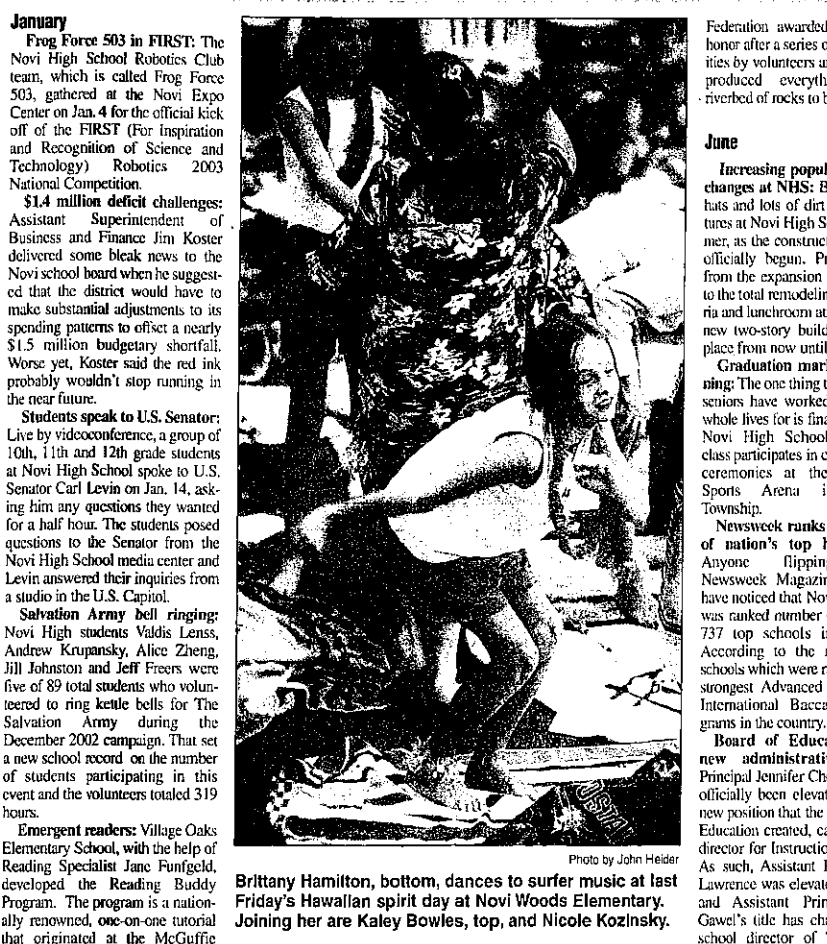 January
Frog Force 503 in FIRST: The
Novi High School Robotics Club
team, which is called Frog Force
503, gathered at the Novi Expo
Center on Jan. 4 for the official kick
off of the FIRST (For Inspiration
and Recognition of Science and
Technology) Robotics 2003
National Competition.
$1.4 million deficit challenges:
Assistant Superintendent of
Business and Finance Jim Koster
delivered some bleak news to the
Novi school board when he suggest-
ed that the district would have to
make substantial adjustments to its
spending patterns to offset a nearly
$1.5 million budgetary shortfall.
Worse yet, Koster said the red ink
probably wouldn't stop running in
the near future.
Students speak to U.S. Senator:
Live by videoconference, a group of
10th, 11th and 12th grade students
at Novi High School spoke to U.S.
Senator Carl Levin on Jan. 14, ask-
ing him any questions they wanted
for a half hour. The students posed
questions to the Senator from the
Novi High School media center and
Levin answered their inquiries from
a studio in the U.S. Capitol.
Salvation Army bell ringing:
Novi High students Valdis Lenss,
Andrew Krupansky, Alice Zheng,
Jill Johnston and Jeff Freers were
five of 89 total students who volun-
teered to ring kettle bells for The
Salvation Army during the
December 2002 campaign. That set
a new school record on the number
of students participating in this
event and the volunteers totaled 319
hours.
Emergent readers: Village Oaks
Elementary School, with the help of
Reading Specialist Jane Funfgeld,
developed the Reading Buddy
Program. The program is a nation-
ally renowned, one-on-one tutorial
that originated at the McGuffie
Photo by John Heider
Brittany Hamilton, bottom, dances to surfer music at last
Friday's Hawaiian spirit day at Novi Woods Elementary.
Joining her are Kaley Bowles, top, and Nicole Kozinsky.
Federation awarded
honor after a series o
ities by volunteers a
produced everyth
riverbed of rocks to b
June
Increasing popul
changes at NHS: B
hats and lots of dirt
tures at Novi High S
mer, as the construc
officially begun. Pr
from the expansion
to the total remodelin
ria and lunchroom at
new two-story build
place from now until
Graduation mar
ning: The one thing t
seniors have worked
whole lives for is fina
Novi High School
class participates in c
ceremonies at the
Sports Arena i
Township.
Newsweek ranks
of nation's top h
Anyone flippin
Newsweek Magazin
have noticed that Nov
was ranked number
737 top schools i
According to the
schools which were r
strongest Advanced
International Bacca
grams in the country.
Board of Educa
new administrati
Principal Jennifer Ch
officially been elevat
new position that the
Education created, ca
director for Instructio
As such, Assistant
Lawrence was elevate
and Assistant Prin
Gawel's title has ch
school director of